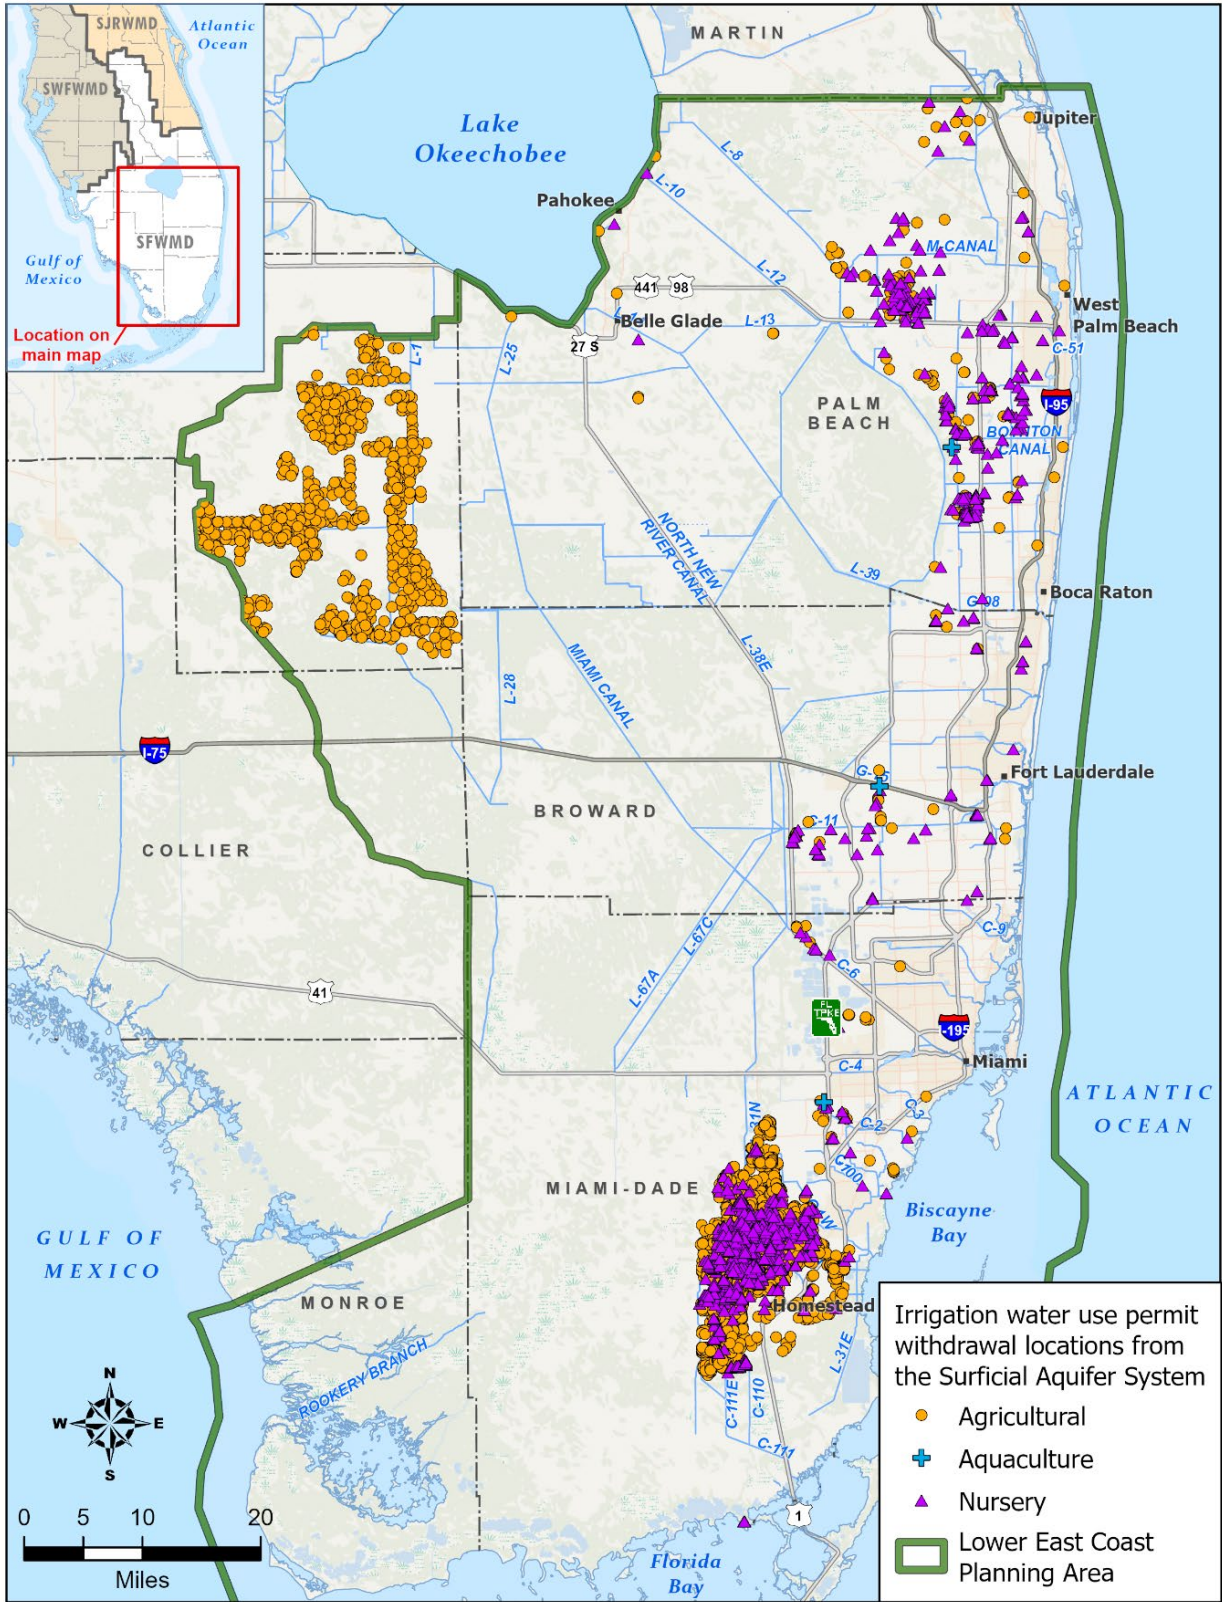 SJRWMD
Atlantic
Ocean
SWFWMD
SFWMD
Gulf of
Mexico
Location on
main map
MARTIN
Lake
Okeechobee
Jupiter
L-8
L-10
Pahokee
M CANAL
L-12
441
98
West
Palm Beach
Belle Glade
L-13
C-51
27 S
L-1
L-25
PALM
BEACH
I-95
BOYNTON
CANAL
NORTH NEW
RIVER CANAL
L-39
Boca Raton
L-38E
MIAMI CANAL
L-28
I-75
Fort Lauderdale
BROWARD
C-11
COLLIER
L-67C
C-9
C-6
L-67A
41
FL
TPKE
I-195
Miami
C-4
ATLANTIC
OCEAN
31N
C-3
C-2
C-100
MIAMI-DADE
Biscayne
Bay
GULF OF
MEXICO
MONROE
Homestead
L-31E
ROOKERY BRANCH
C-111E
C-110
C-111
1
Florida
Bay
N
W
E
S
0 5 10 20
Miles
Irrigation water use permit
withdrawal locations from
the Surficial Aquifer System
Agricultural
Aquaculture
Nursery
Lower East Coast
Planning Area